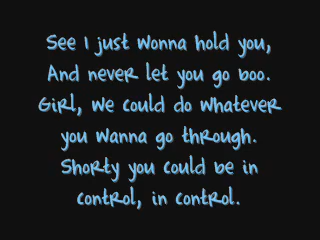 See I just wonna hold you,
And never let you go boo.
Girl, we could do whatever
you wanna go through.
Shorty you could be in
control, in control.